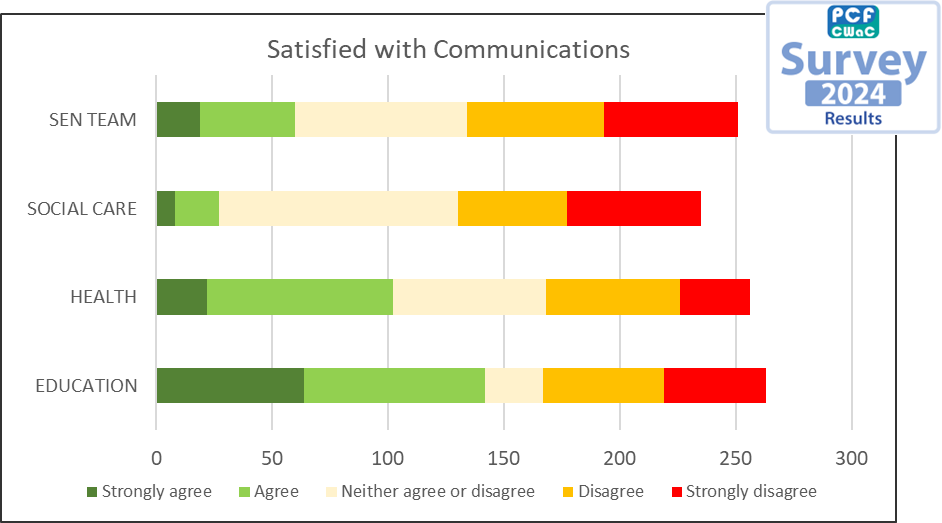 PCF
CWaC
Survey
2024
Results
Satisfied with Communications
SEN TEAM
SOCIAL CARE
HEALTH
EDUCATION
0 50 100 150 200 250 300
Strongly agree Agree Neither agree or disagree Disagree Strongly disagree